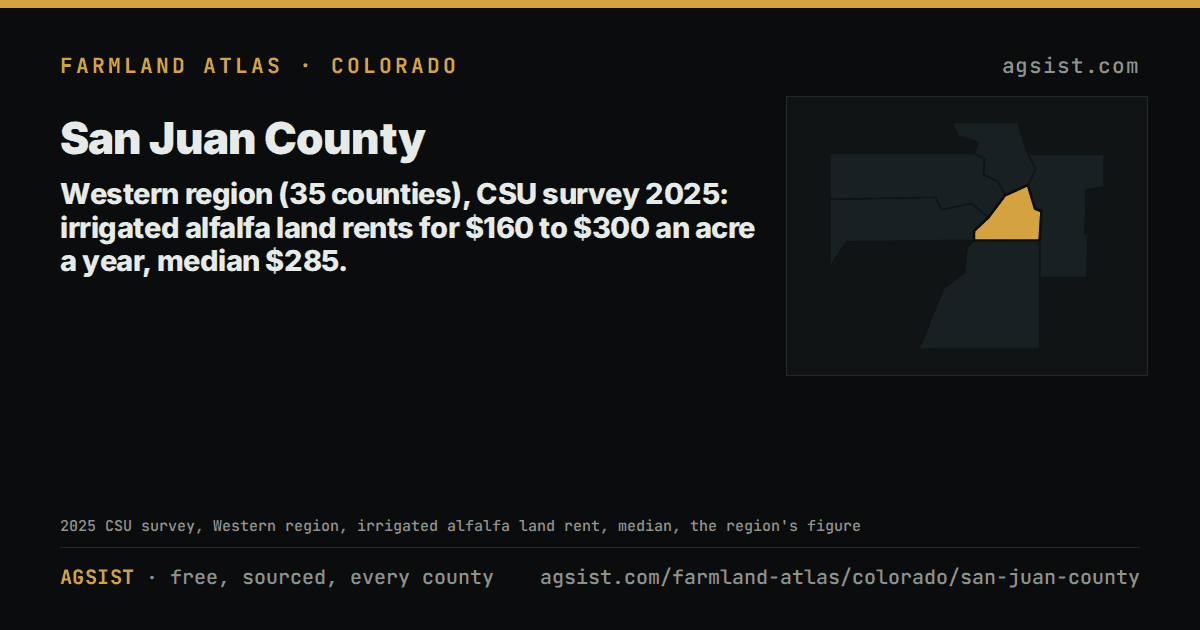 FARMLAND ATLAS · COLORADO
agsist.com
San Juan County
Western region (35 counties), CSU survey 2025:
irrigated alfalfa land rents for $160 to $300 an acre
a year, median $285.
2025 CSU survey, Western region, irrigated alfalfa land rent, median, the region's figure
AGSIST · free, sourced, every county
agsist.com/farmland-atlas/colorado/san-juan-county